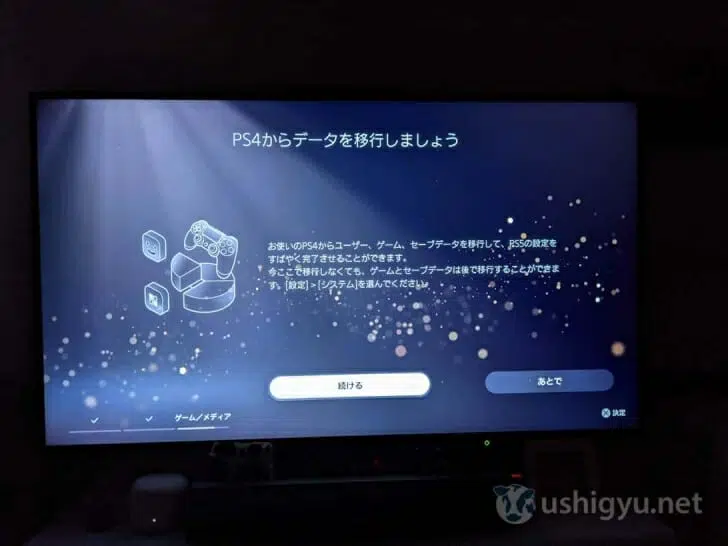 PS4からデータを移行しましょう
お使いのPS4からユーザー、ゲーム、セーブデータを移行して、PS5の設定を
すばやく完了させることができます。
今ここで移行しなくても、ゲームとセーブデータは後で移行することができま
す。[設定] > [システム]を選んでください。
続ける
あとで
ゲーム／メディア
決定
ushigyu.net